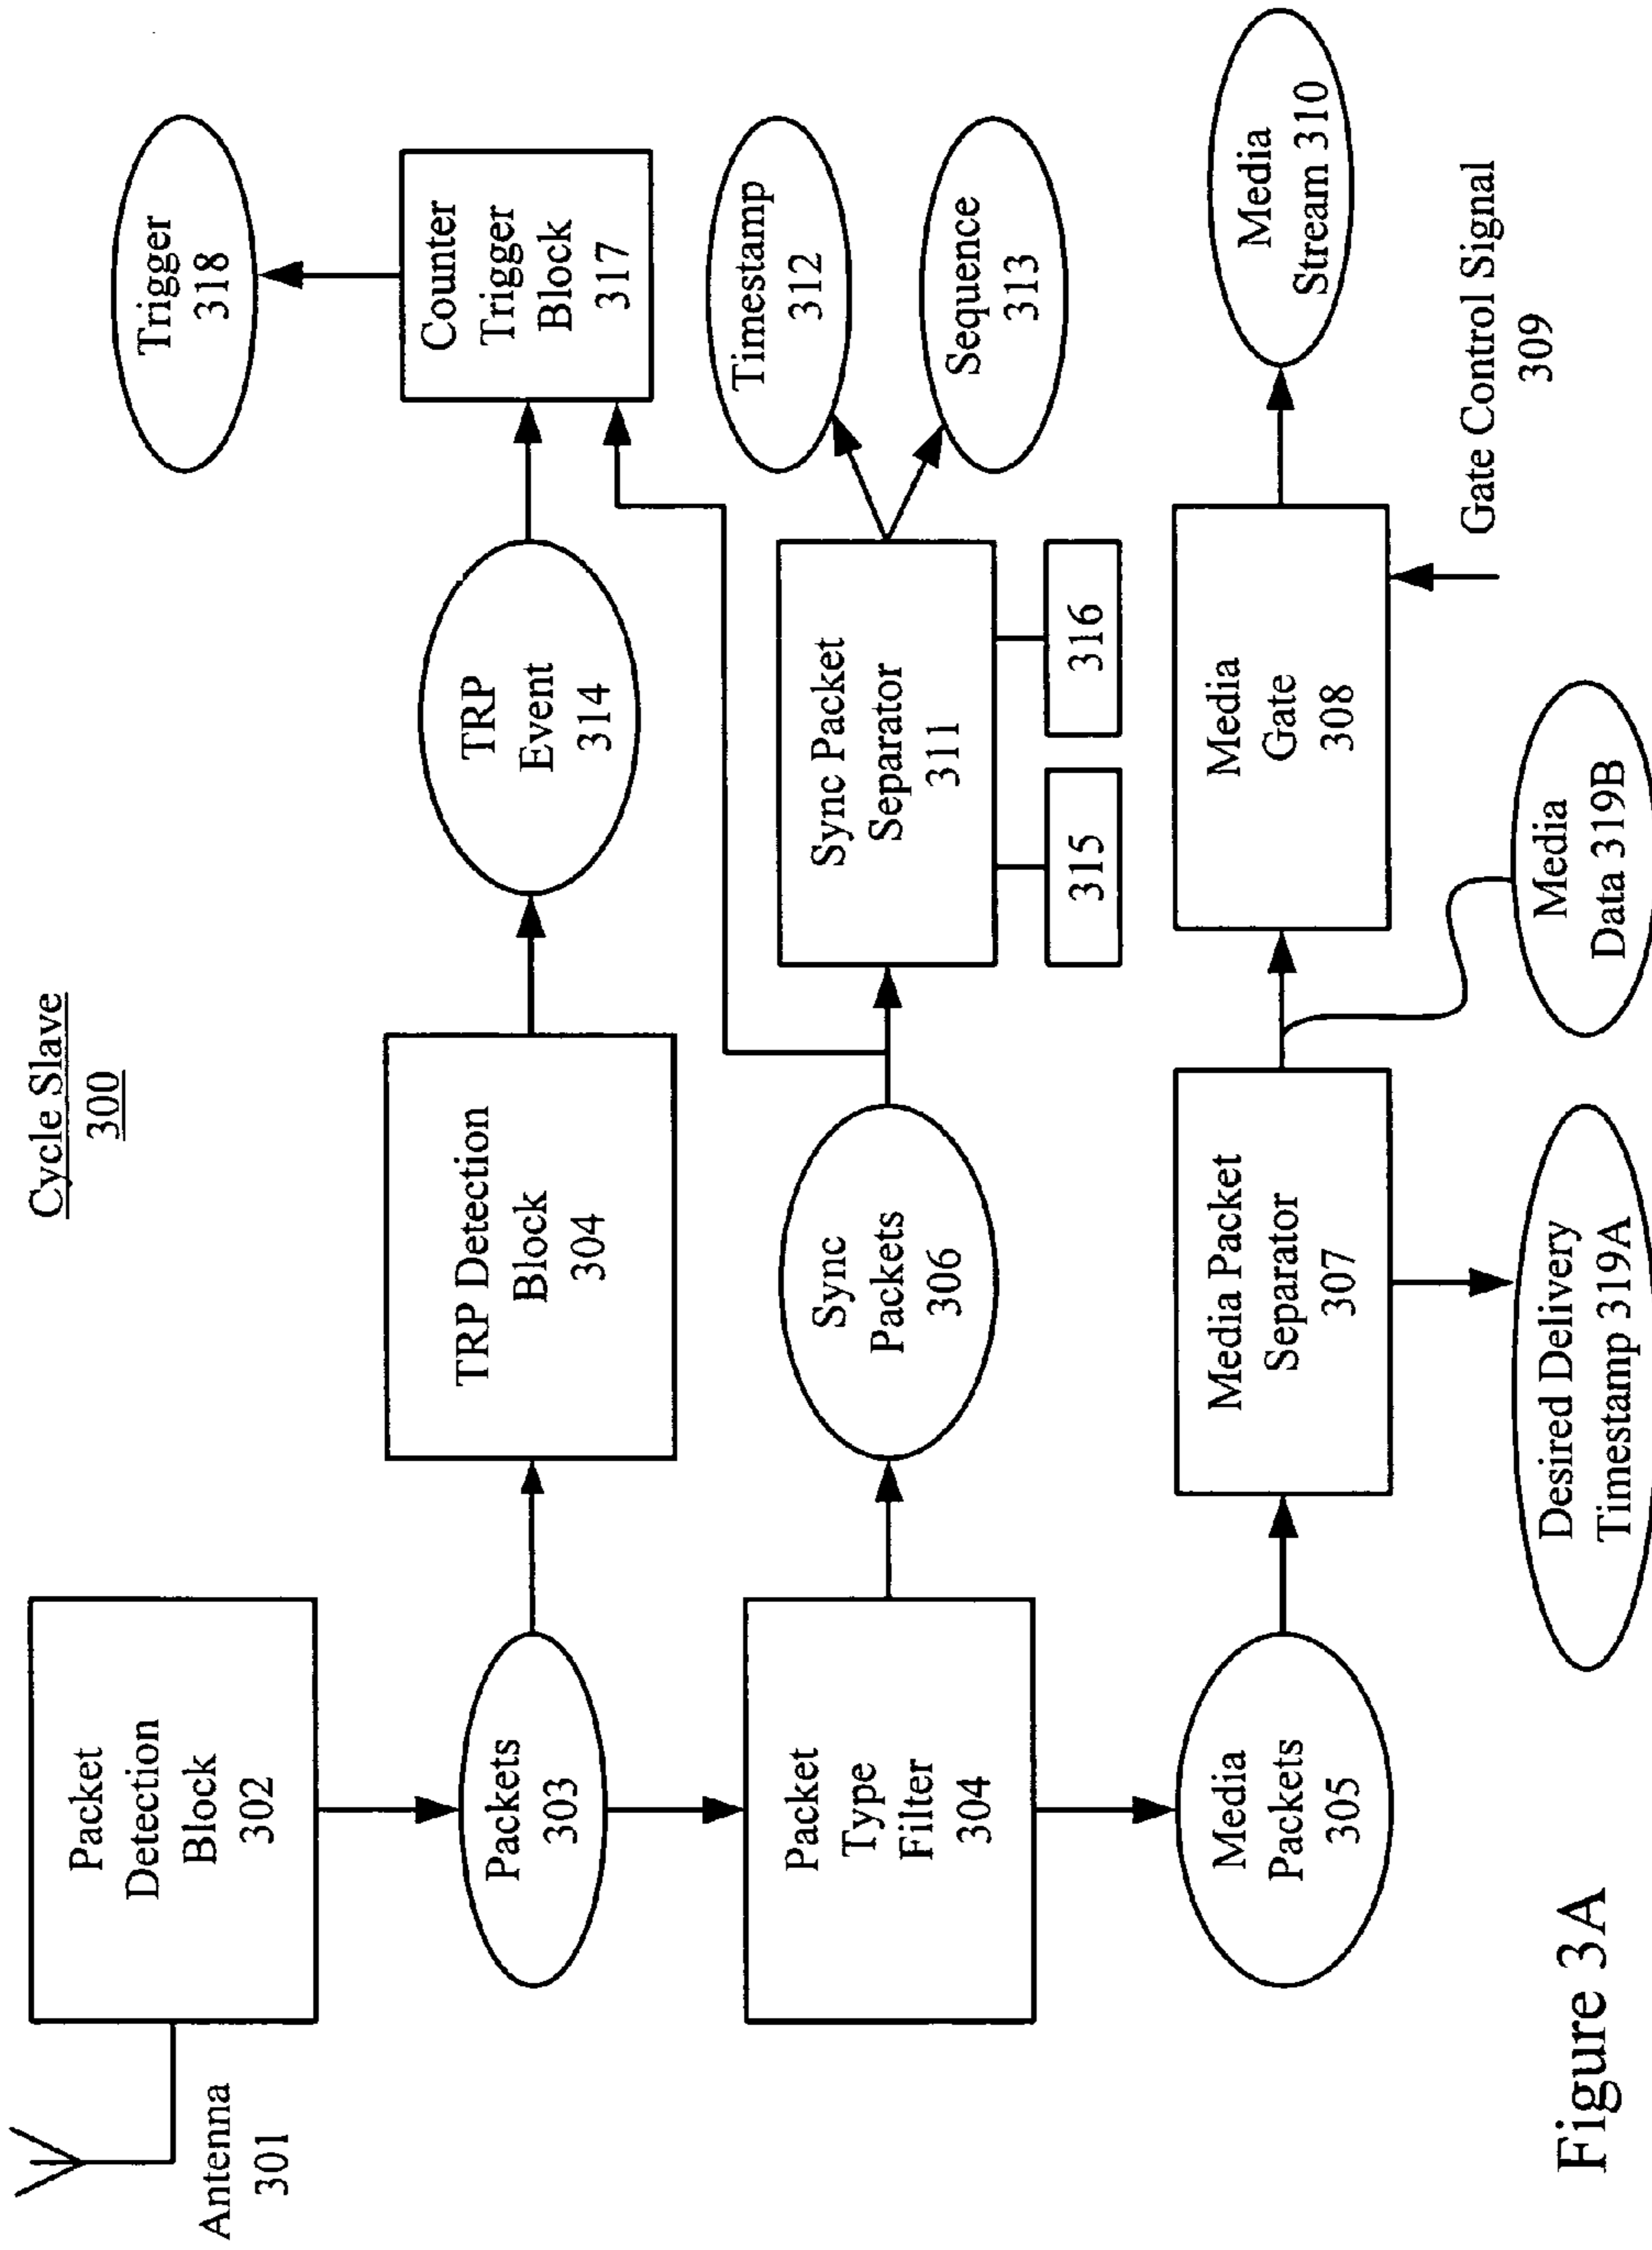 Cycle Slave
300
Antenna
301
Packet
Detection
Block
302
Packets
303
TRP Detection
Block
304
TRP
Event
314
Counter
Trigger
Block
317
Trigger
318
Packet
Type
Filter
304
Sync
Packets
306
Sync Packet
Separator
311
315
316
Timestamp
312
Sequence
313
Media
Packets
305
Media Packet
Separator
307
Desired Delivery
Timestamp 319A
Media
Data 319B
Media
Gate
308
Media
Stream 310
Gate Control Signal
309
Figure 3A